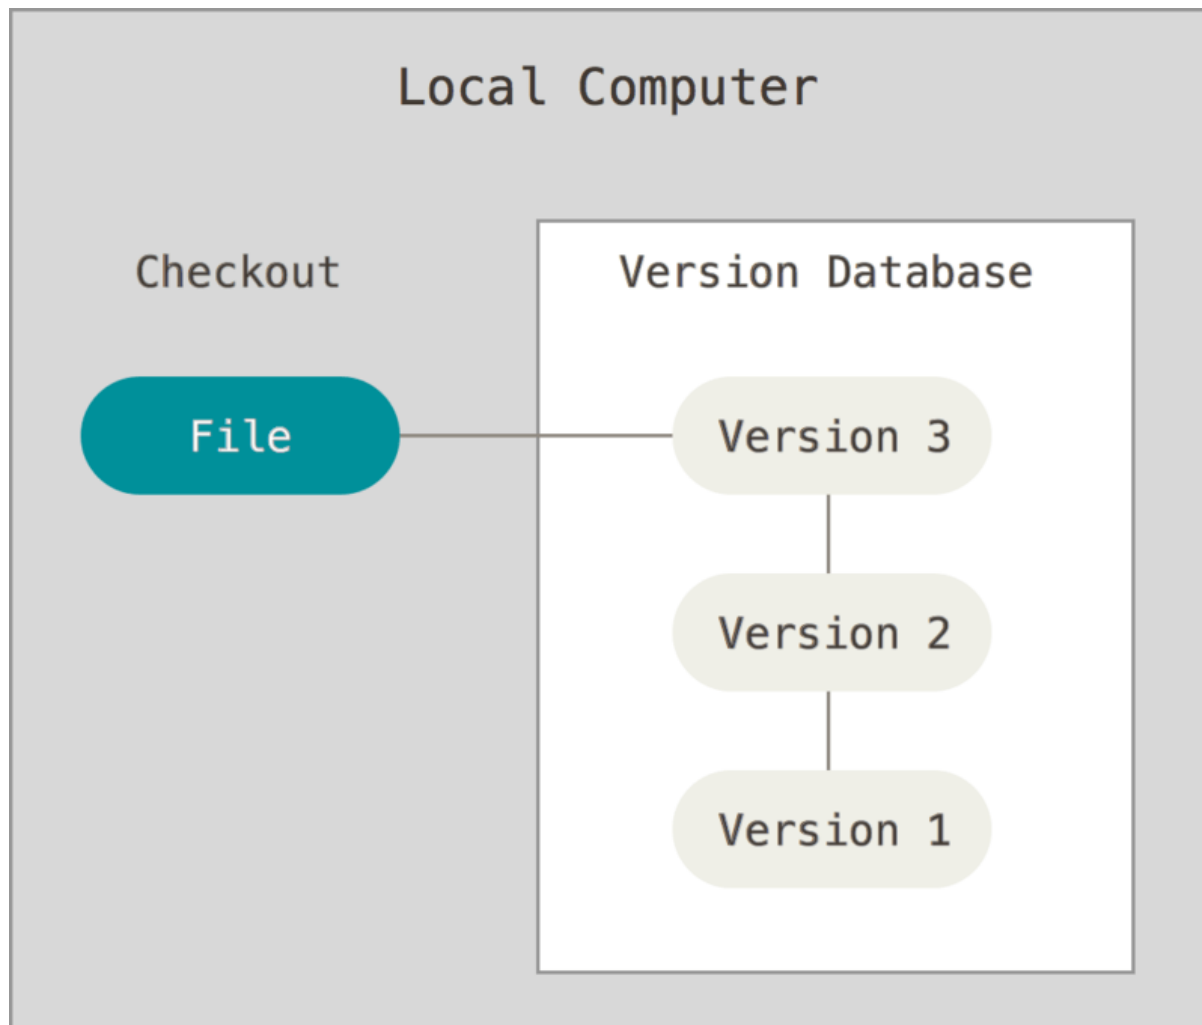 Local Computer
Checkout
Version Database
File
Version 3
Version 2
Version 1